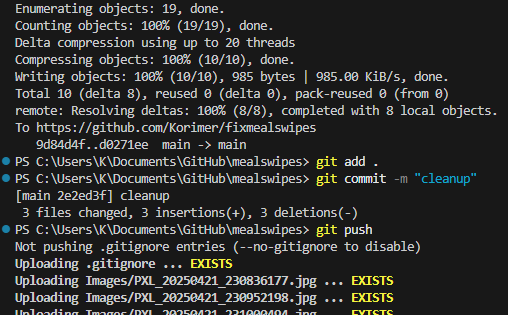 Enumerating objects: 19, done.
Counting objects: 100% (19/19), done.
Delta compression using up to 20 threads
Compressing objects: 100% (10/10), done.
Writing objects: 100% (10/10), 985 bytes | 985.00 KiB/s, done.
Total 10 (delta 8), reused 0 (delta 0), pack-reused 0 (from 0)
remote: Resolving deltas: 100% (8/8), completed with 8 local objects.
To https://github.com/Korimer/fixmealswipes
9d84d4f..d0271ee  main -> main
PS C:\Users\K\Documents\GitHub\mealswipes> git add .
PS C:\Users\K\Documents\GitHub\mealswipes> git commit -m "cleanup"
[main 2e2ed3f] cleanup
3 files changed, 3 insertions(+), 3 deletions(-)
PS C:\Users\K\Documents\GitHub\mealswipes> git push
Not pushing .gitignore entries (--no-gitignore to disable)
Uploading .gitignore ... EXISTS
Uploading Images/PXL_20250421_230836177.jpg ... EXISTS
Uploading Images/PXL_20250421_230952198.jpg ... EXISTS
Uploading Images/PXL_20250421_231000494.jpg ... EXISTS